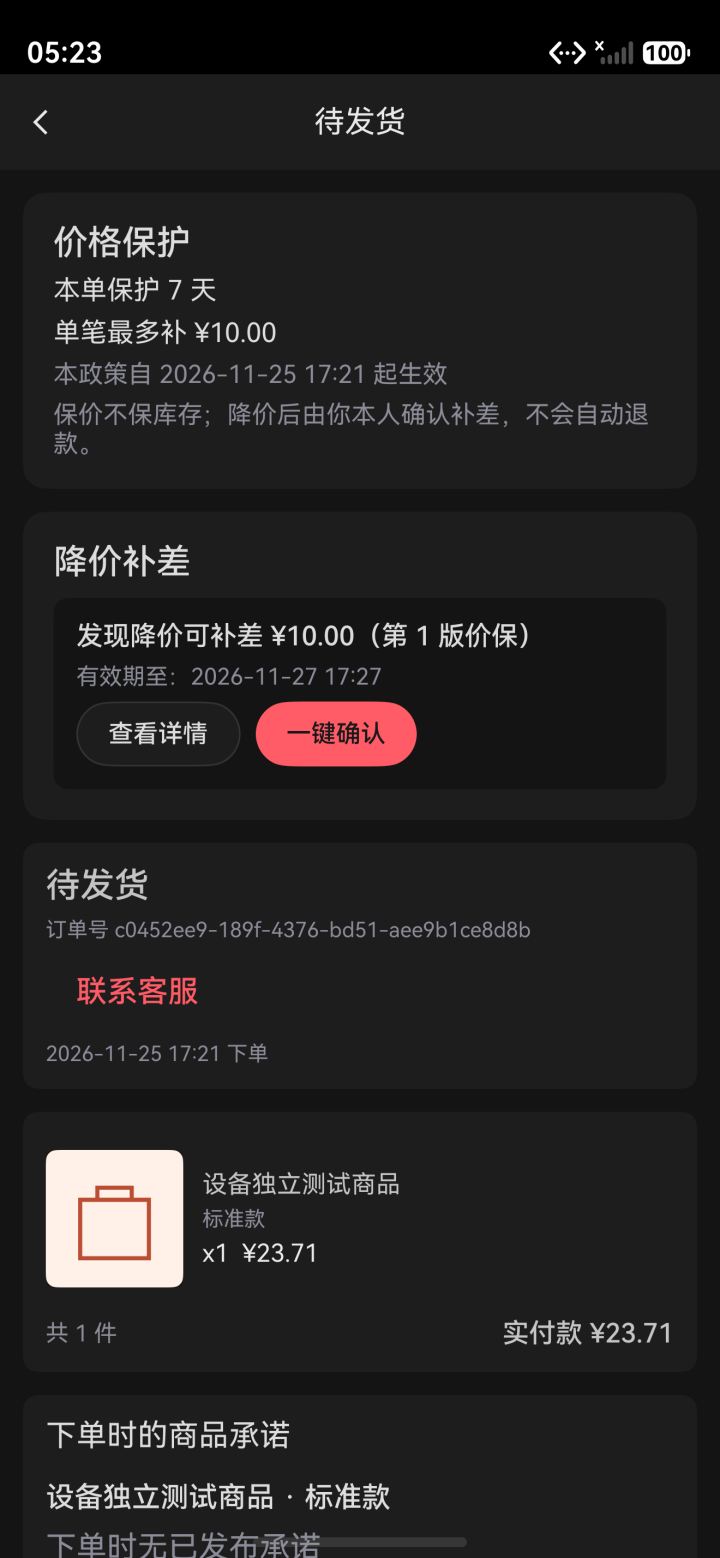 05:23
100
待发货
价格保护
本单保护 7 天
单笔最多补 ¥10.00
本政策自 2026-11-25 17:21 起生效
保价不保库存；降价后由你本人确认补差，不会自动退
款。
降价补差
发现降价可补差 ¥10.00（第 1 版价保）
有效期至：2026-11-27 17:27
查看详情 一键确认
待发货
订单号 c0452ee9-189f-4376-bd51-aee9b1ce8d8b
联系客服
2026-11-25 17:21 下单
设备独立测试商品
标准款
x1 ¥23.71
共 1 件 实付款 ¥23.71
下单时的商品承诺
设备独立测试商品 · 标准款
下单时无已发布承诺